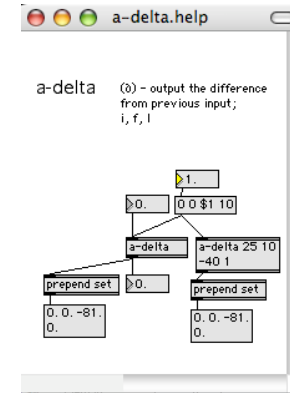 a-delta.help
a-delta
(∂) - output the difference
from previous input;
i, f, l
1.
0.
0 0 $1 10
a-delta
a-delta 25 10
-40 1
prepend set
0.
prepend set
0. 0. -81.
0.
0. 0. -81.
0.